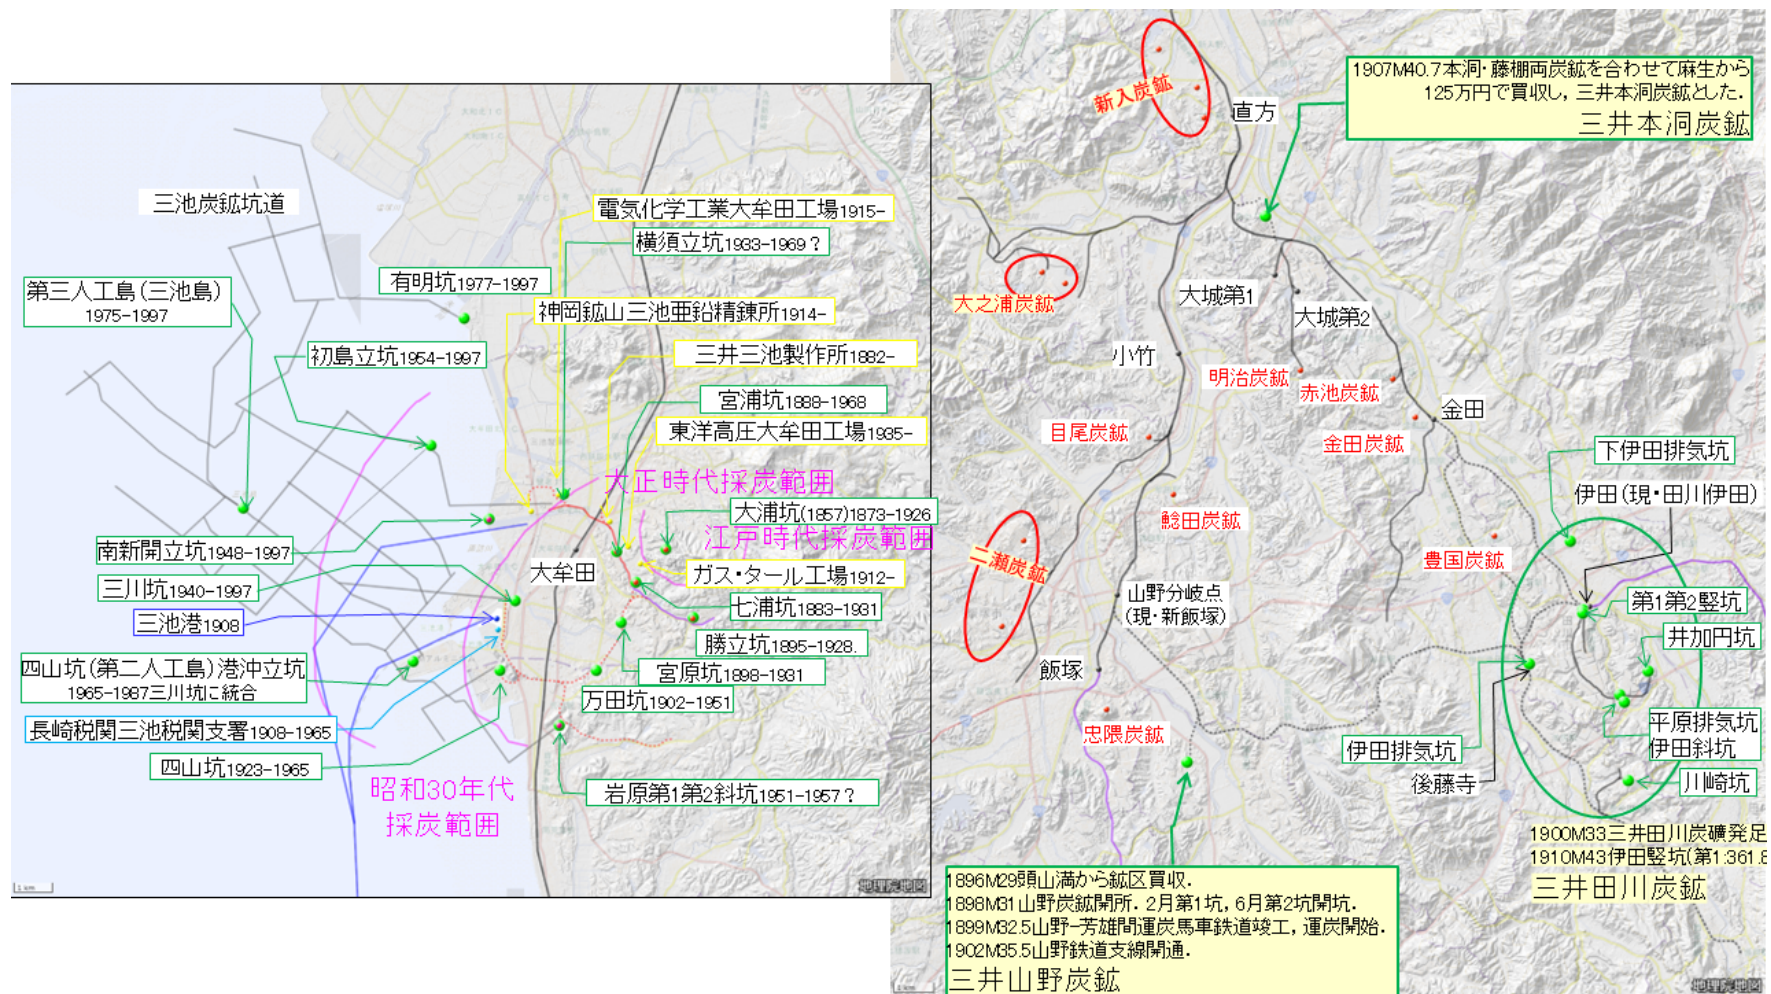 三池炭鉱坑道
電気化学工業大牟田工場1915-
横須立坑1933-1969？
有明坑1977-1997
第三人工島(三池島)
1975-1997
神岡鉱山三池亜鉛精錬所1914-
初島立坑1954-1997
三井三池製作所1882-
宮浦坑1888-1968
東洋高圧大牟田工場1935-
大正時代採炭範囲
大浦坑(1857)1873-1926
江戸時代採炭範囲
南新開立坑1948-1997
大牟田
ガス・タール工場1912-
三川坑1940-1997
七浦坑1883-1931
三池港1908
勝立坑1895-1928.
四山坑(第二人工島)港沖立坑
1965-1987三川坑に統合
宮原坑1898-1931
万田坑1902-1951
長崎税関三池税関支署1908-1965
四山坑1923-1965
岩原第1第2斜坑1951-1957？
昭和30年代
採炭範囲
1 km
地理院地図
新入炭鉱
直方
1907M40.7本洞・藤棚両炭鉱を合わせて麻生から
125万円で買収し，三井本洞炭鉱とした．
三井本洞炭鉱
大之浦炭鉱
大城第1
大城第2
小竹
明治炭鉱
赤池炭鉱
金田
目尾炭鉱
金田炭鉱
下伊田排気坑
伊田(現・田川伊田)
鯰田炭鉱
二瀬炭鉱
豊国炭鉱
山野分岐点
(現・新飯塚)
第1第2竪坑
井加円坑
飯塚
忠隈炭鉱
平原排気坑
伊田斜坑
伊田排気坑
後藤寺
川崎坑
1900M33三井田川炭礦発足
1910M43伊田竪坑(第1:361.8
三井田川炭鉱
1896M29頭山満から鉱区買収．
1898M31山野炭鉱開所．2月第1坑，6月第2坑開坑．
1899M32.5山野-芳雄間運炭馬車鉄道竣工，運炭開始．
1902M35.5山野鉄道支線開通．
三井山野炭鉱
地理院地図